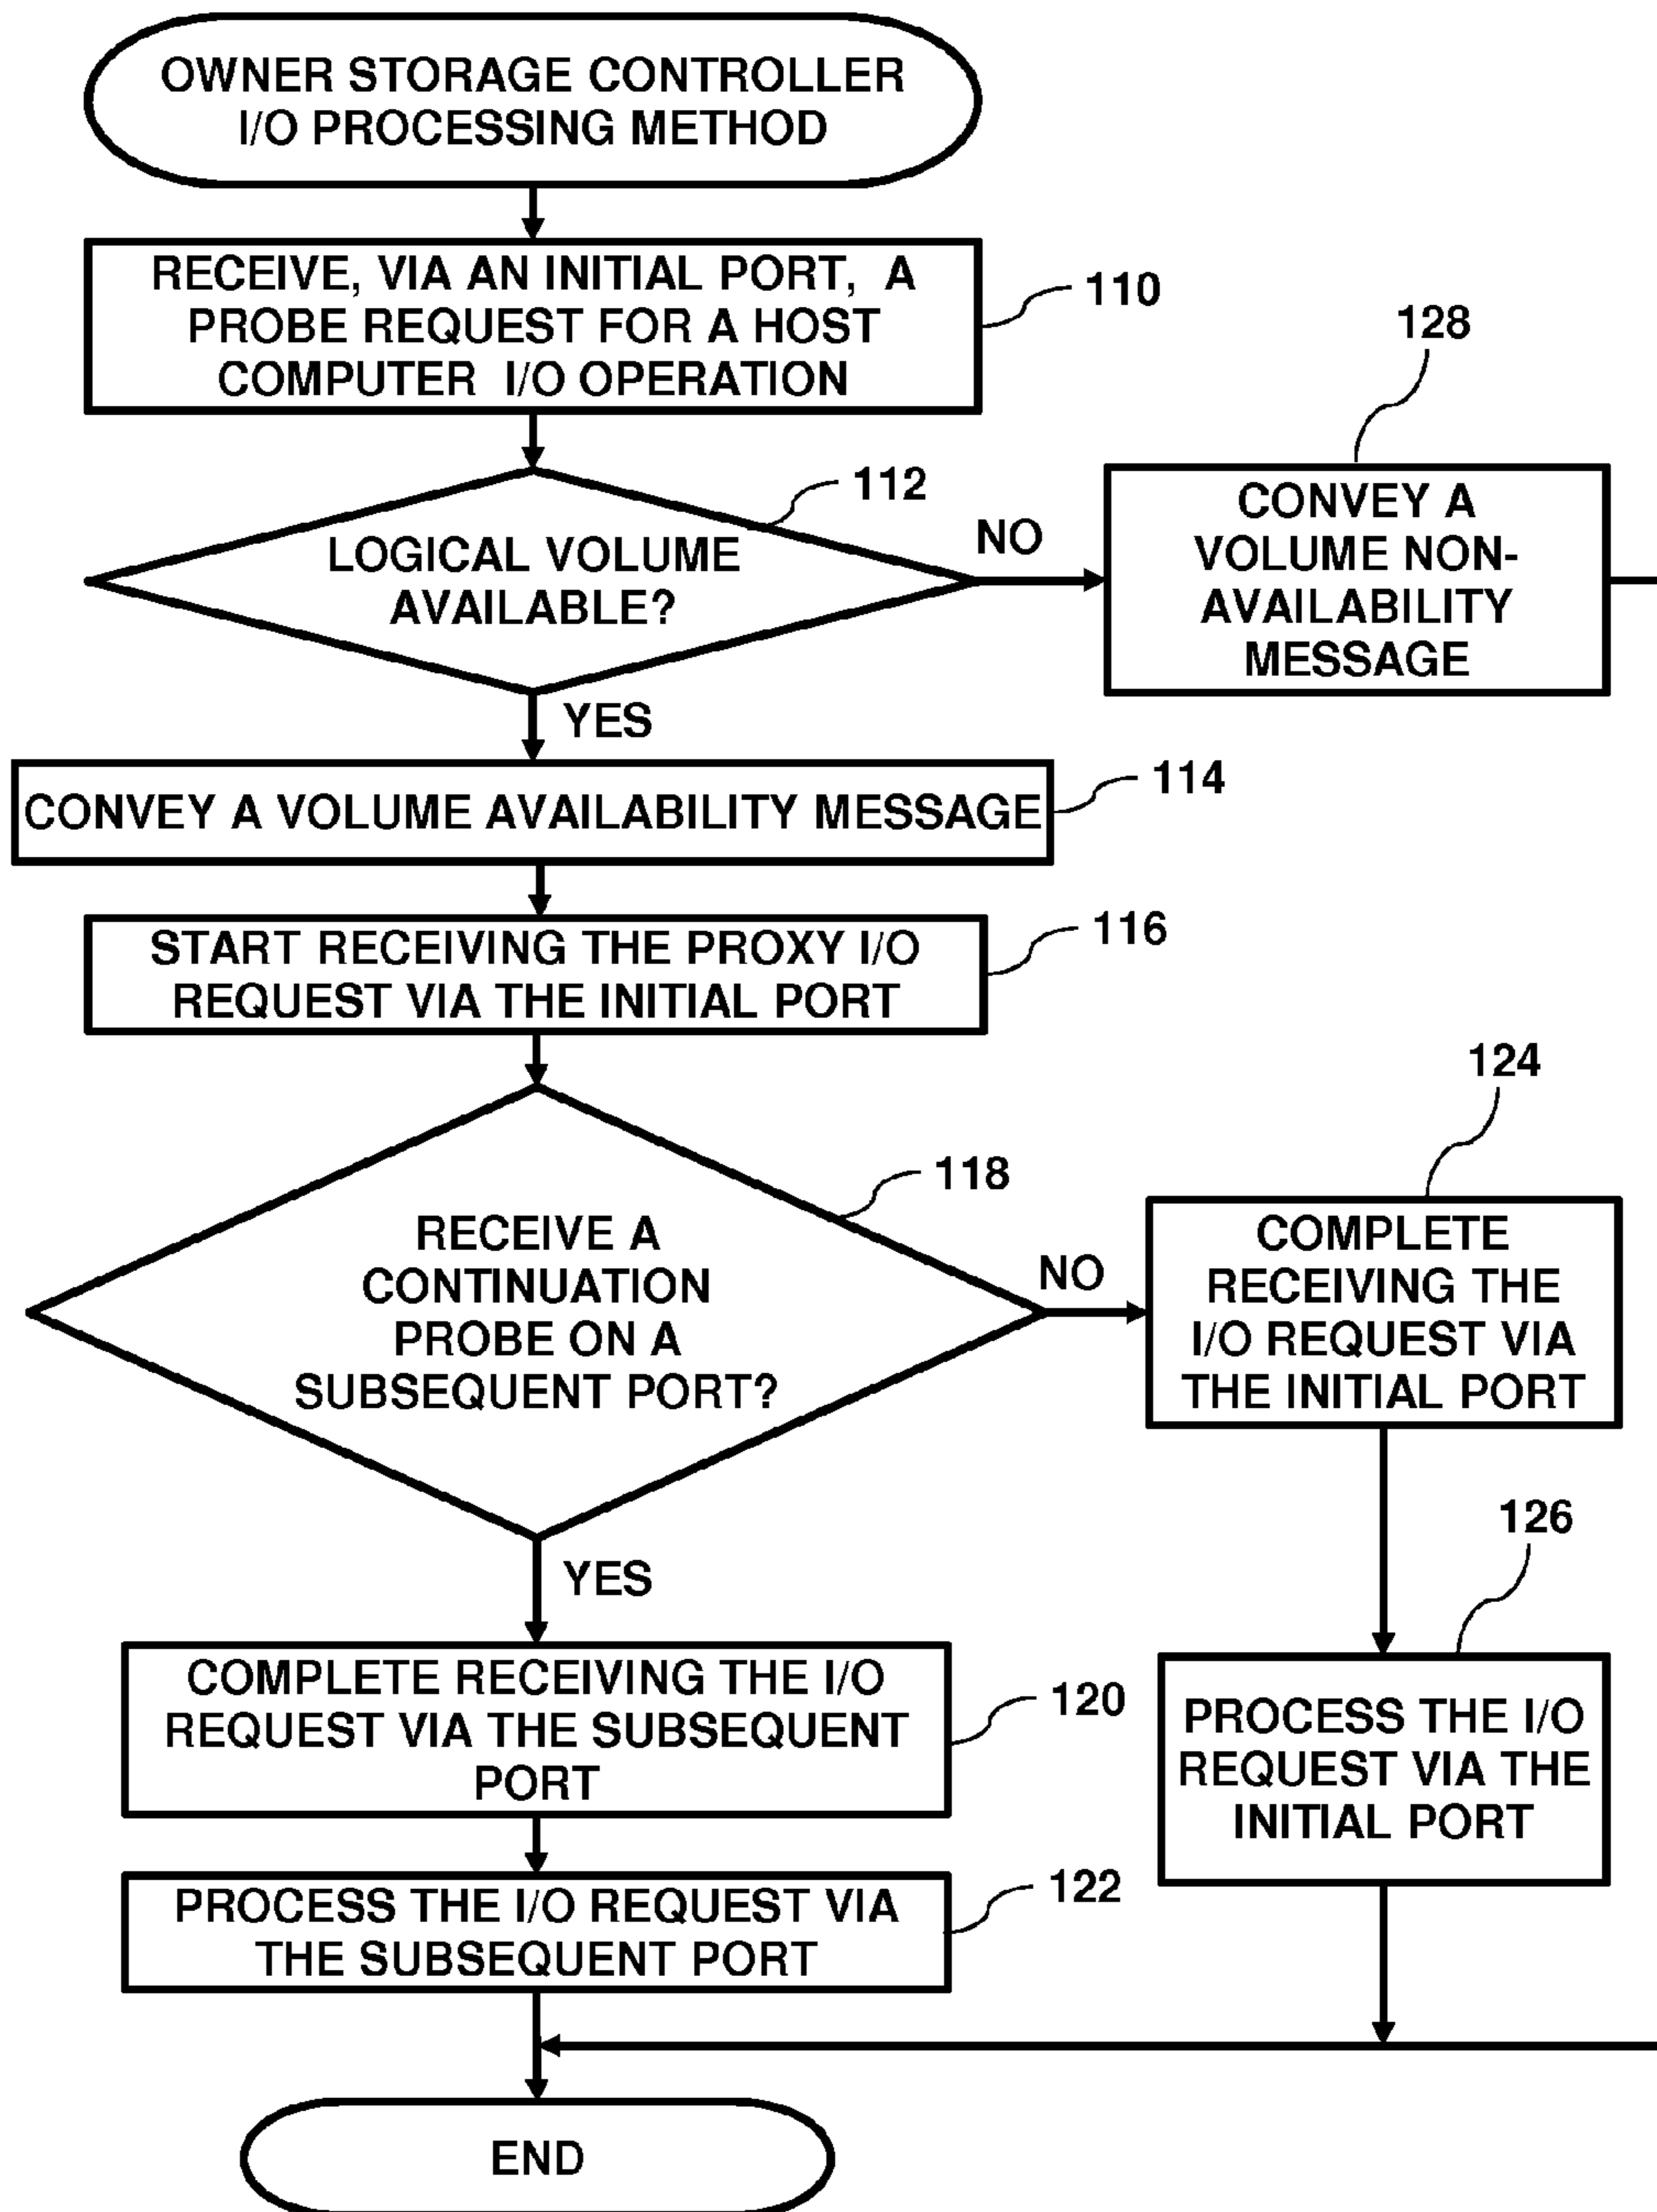 OWNER STORAGE CONTROLLER
I/O PROCESSING METHOD
RECEIVE, VIA AN INITIAL PORT, A
PROBE REQUEST FOR A HOST
COMPUTER I/O OPERATION
110
128
112
LOGICAL VOLUME
AVAILABLE?
NO
CONVEY A
VOLUME NON-
AVAILABILITY
MESSAGE
YES
CONVEY A VOLUME AVAILABILITY MESSAGE
114
START RECEIVING THE PROXY I/O
REQUEST VIA THE INITIAL PORT
116
124
118
RECEIVE A
CONTINUATION
PROBE ON A
SUBSEQUENT PORT?
NO
COMPLETE
RECEIVING THE
I/O REQUEST VIA
THE INITIAL PORT
126
YES
COMPLETE RECEIVING THE I/O
REQUEST VIA THE SUBSEQUENT
PORT
120
PROCESS THE I/O
REQUEST VIA THE
INITIAL PORT
PROCESS THE I/O REQUEST VIA
THE SUBSEQUENT PORT
122
END